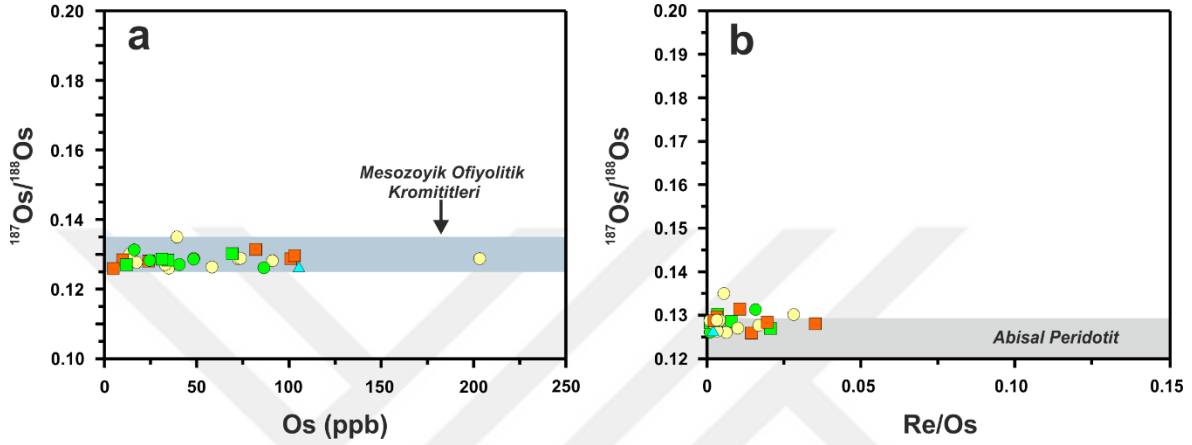 a
0.20
0.18
0.16
0.14
0.12
0.10
187Os/188Os
Mesozoyik Ofiyolitik
Kromititleri
0 50 100 150 200 250
Os (ppb)
b
0.20
0.19
0.18
0.17
0.16
0.15
0.14
0.13
0.12
187Os/188Os
Abisal Peridotit
0 0.05 0.10 0.15
Re/Os